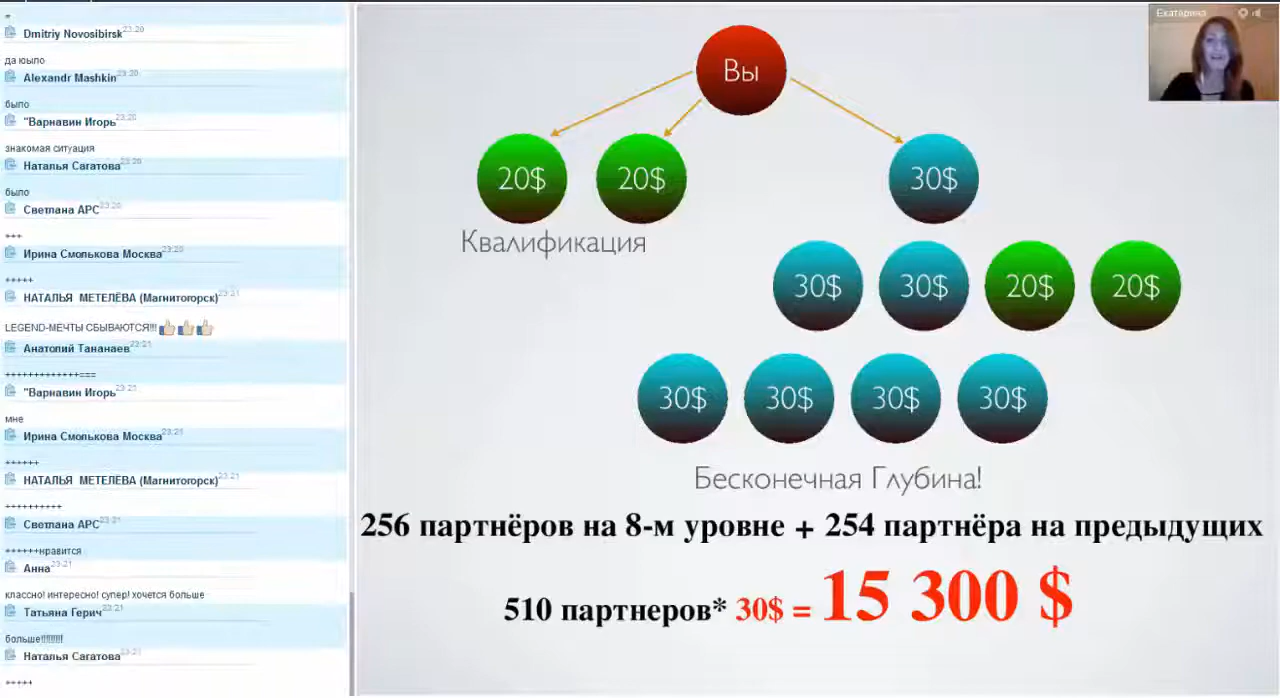 Dmitriy Novosibirsk 23:20
да юыло
Alexandr Mashkin 23:20
было
"Варнавин Игорь 23:20
знакомая ситуация
Наталья Сагатова 23:20
было
Светлана АРС 23:20
+++
Ирина Смолькова Москва 23:20
+++++
НАТАЛЬЯ МЕТЕЛЁВА (Магнитогорск) 23:21
LEGEND-МЕЧТЫ СБЫВАЮТСЯ!!!
Анатолий Тананаев 23:21
+++++++++++++===
"Варнавин Игорь 23:21
мне
Ирина Смолькова Москва 23:21
++++++
НАТАЛЬЯ МЕТЕЛЁВА (Магнитогорск) 23:21
++++++++++
Светлана АРС 23:21
++++++нравится
Анна 23:21
классно! интересно! супер! хочется больше
Татьяна Герич 23:21
больше!!!!!!!!!
Наталья Сагатова 23:21
+++++
Екатерина
Вы
20$ 20$ 30$
Квалификация
30$ 30$ 20$ 20$
30$ 30$ 30$ 30$
Бесконечная Глубина!
256 партнёров на 8-м уровне + 254 партнёра на предыдущих
510 партнеров* 30$ = 15 300 $